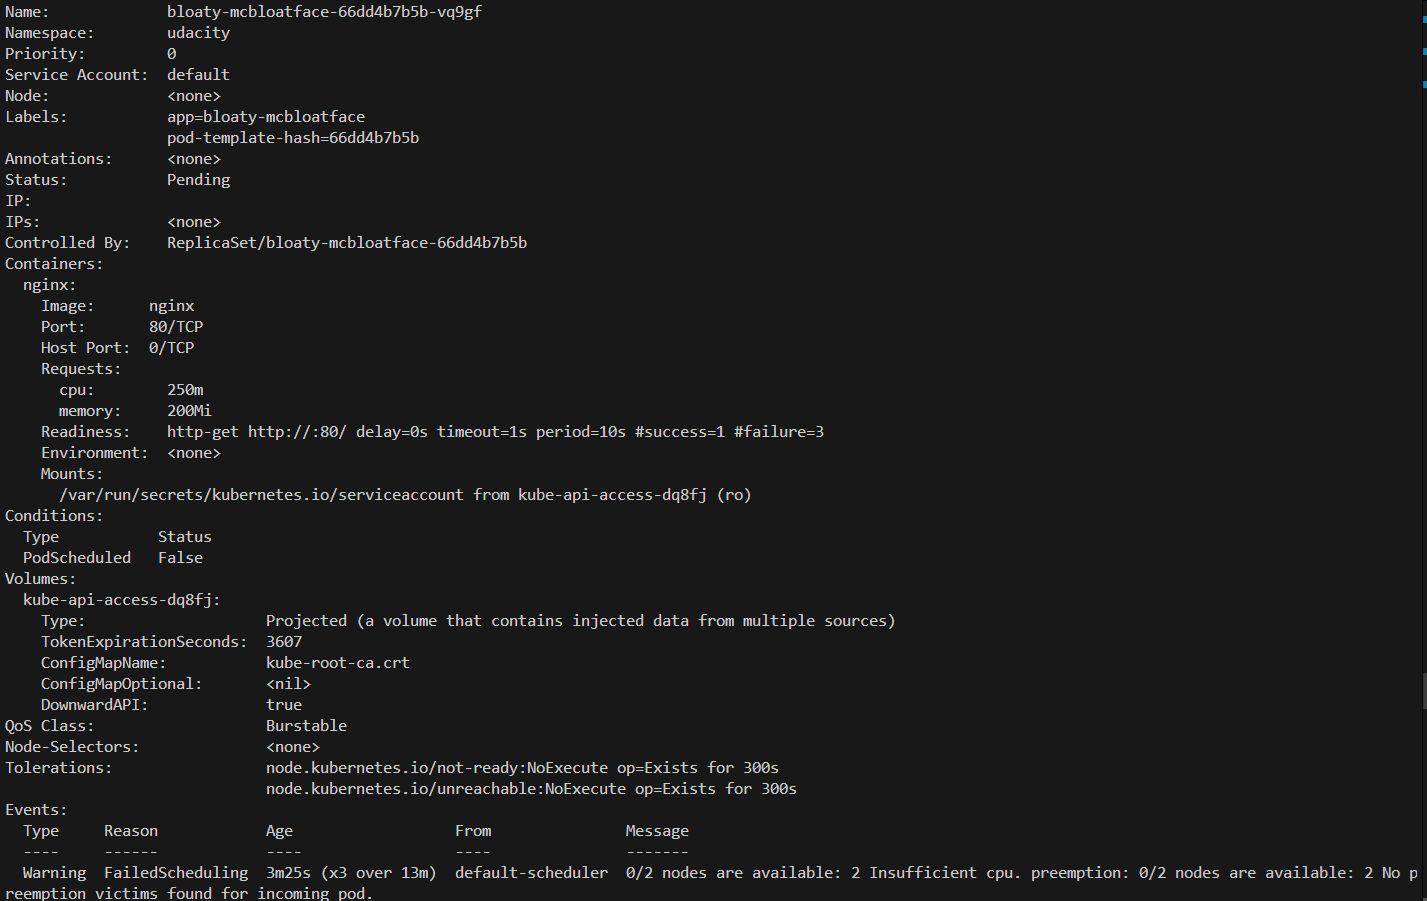 Name:             bloaty-mcbloatface-66dd4b7b5b-vq9gf
Namespace:        udacity
Priority:         0
Service Account:  default
Node:             <none>
Labels:           app=bloaty-mcbloatface
                  pod-template-hash=66dd4b7b5b
Annotations:      <none>
Status:           Pending
IP:
IPs:              <none>
Controlled By:    ReplicaSet/bloaty-mcbloatface-66dd4b7b5b
Containers:
  nginx:
    Image:      nginx
    Port:       80/TCP
    Host Port:  0/TCP
    Requests:
      cpu:        250m
      memory:     200Mi
    Readiness:    http-get http://:80/ delay=0s timeout=1s period=10s #success=1 #failure=3
    Environment:  <none>
    Mounts:
      /var/run/secrets/kubernetes.io/serviceaccount from kube-api-access-dq8fj (ro)
Conditions:
  Type           Status
  PodScheduled   False
Volumes:
  kube-api-access-dq8fj:
    Type:                    Projected (a volume that contains injected data from multiple sources)
    TokenExpirationSeconds:  3607
    ConfigMapName:           kube-root-ca.crt
    ConfigMapOptional:       <nil>
    DownwardAPI:             true
QoS Class:                   Burstable
Node-Selectors:              <none>
Tolerations:                 node.kubernetes.io/not-ready:NoExecute op=Exists for 300s
                             node.kubernetes.io/unreachable:NoExecute op=Exists for 300s
Events:
  Type     Reason            Age                  From               Message
  ----     ------            ----                 ----               -------
  Warning  FailedScheduling  3m25s (x3 over 13m)  default-scheduler  0/2 nodes are available: 2 Insufficient cpu. preemption: 0/2 nodes are available: 2 No p
reemption victims found for incoming pod.